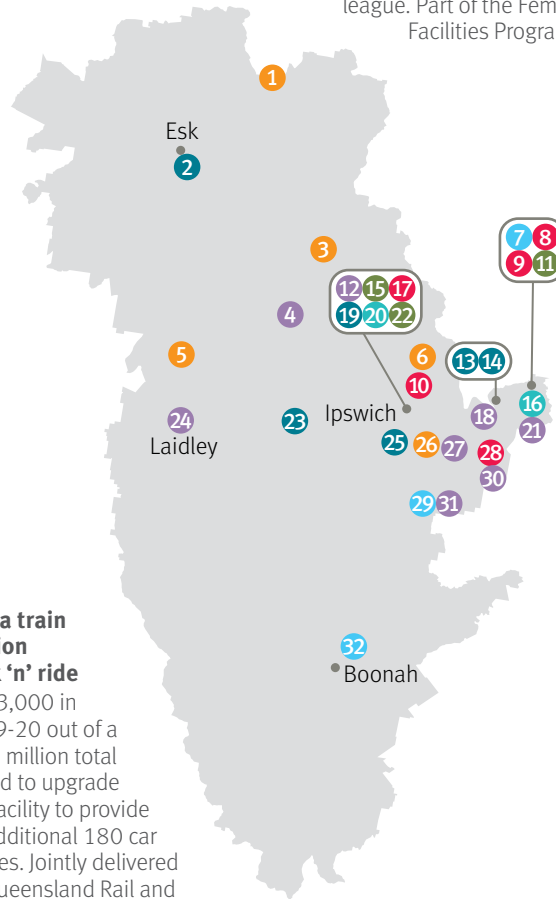 league. Part of the Fem
Facilities Progra
1
Esk
2
3
7 8
9 11
12 15 17
19 20 22
4
5
6
13 14
10
16
Ipswich
18
24
23
21
Laidley
25 26 27 28
30
29 31
a train
ion
‘n’ ride
3,000 in
9-20 out of a
million total
d to upgrade
acility to provide
dditional 180 car
es. Jointly delivered
ueensland Rail and
32
Boonah